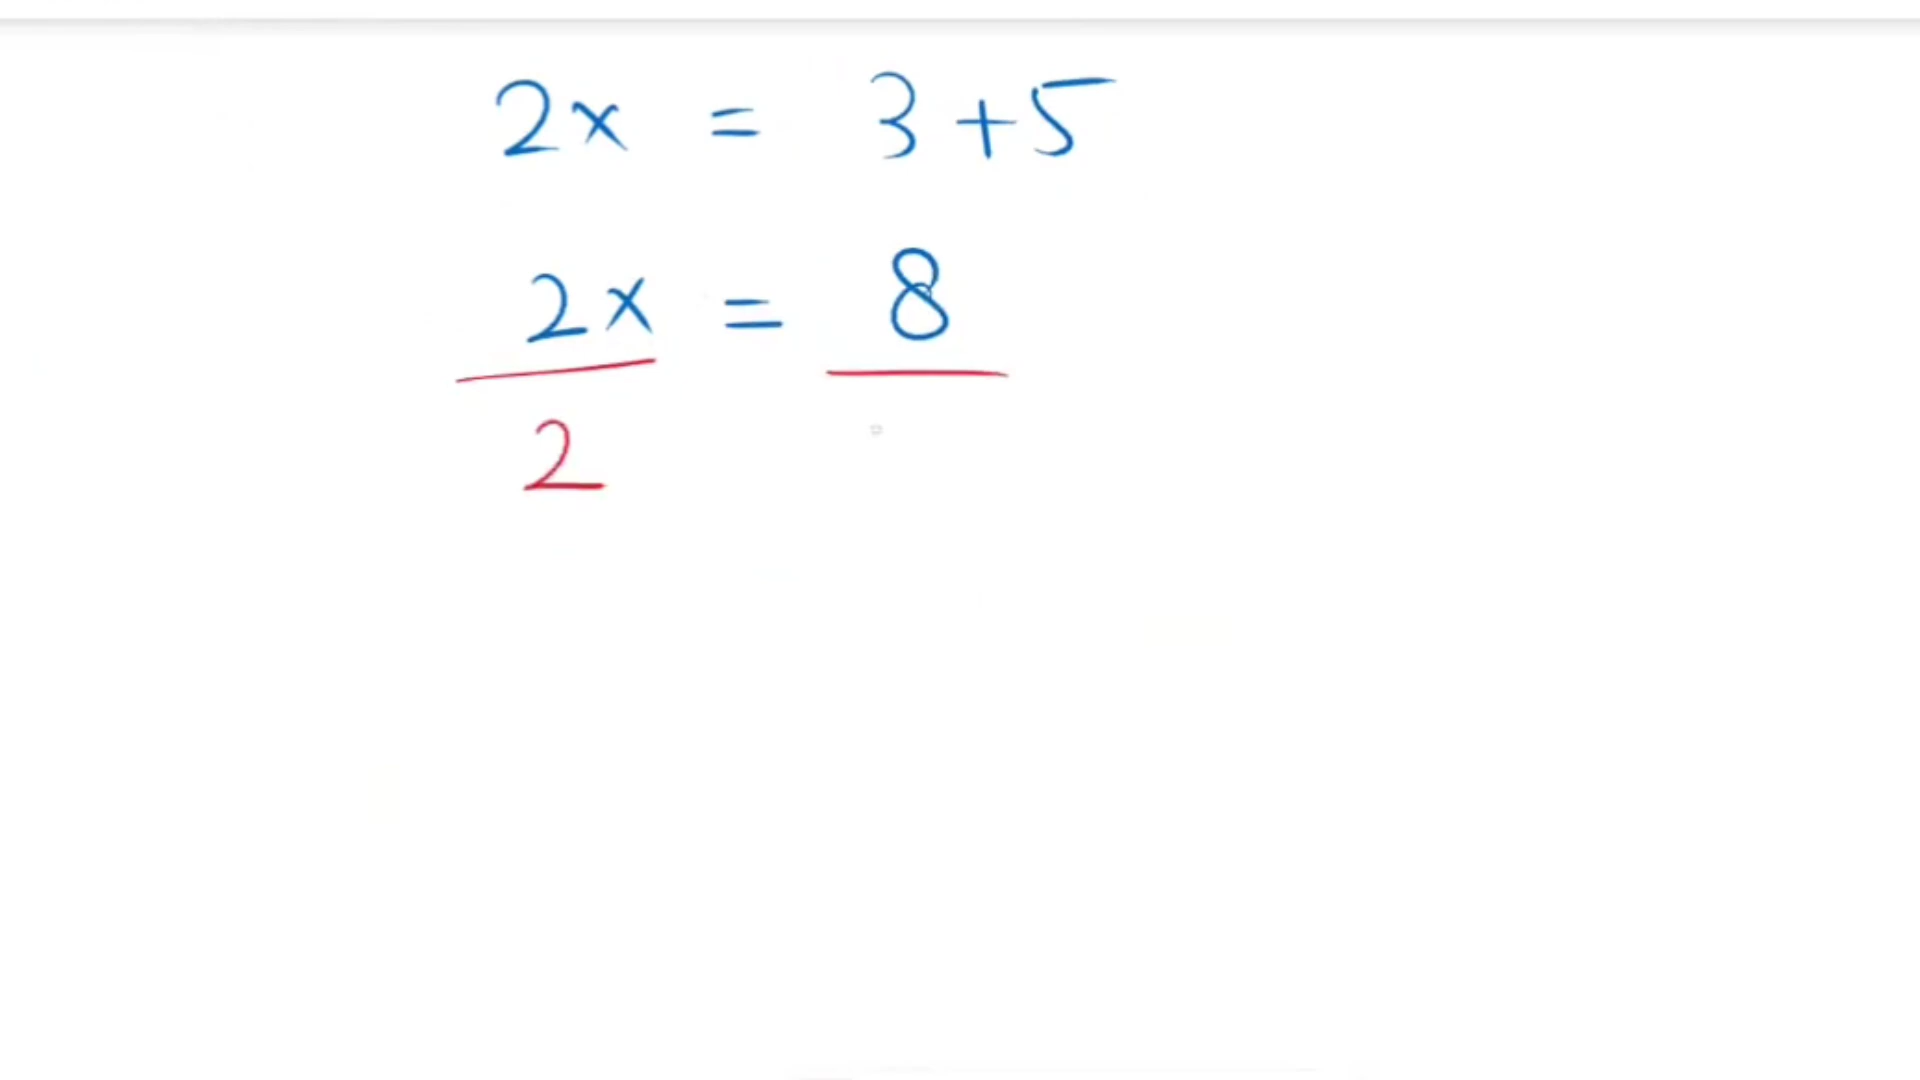 2x = 3+5
2x = 8
2